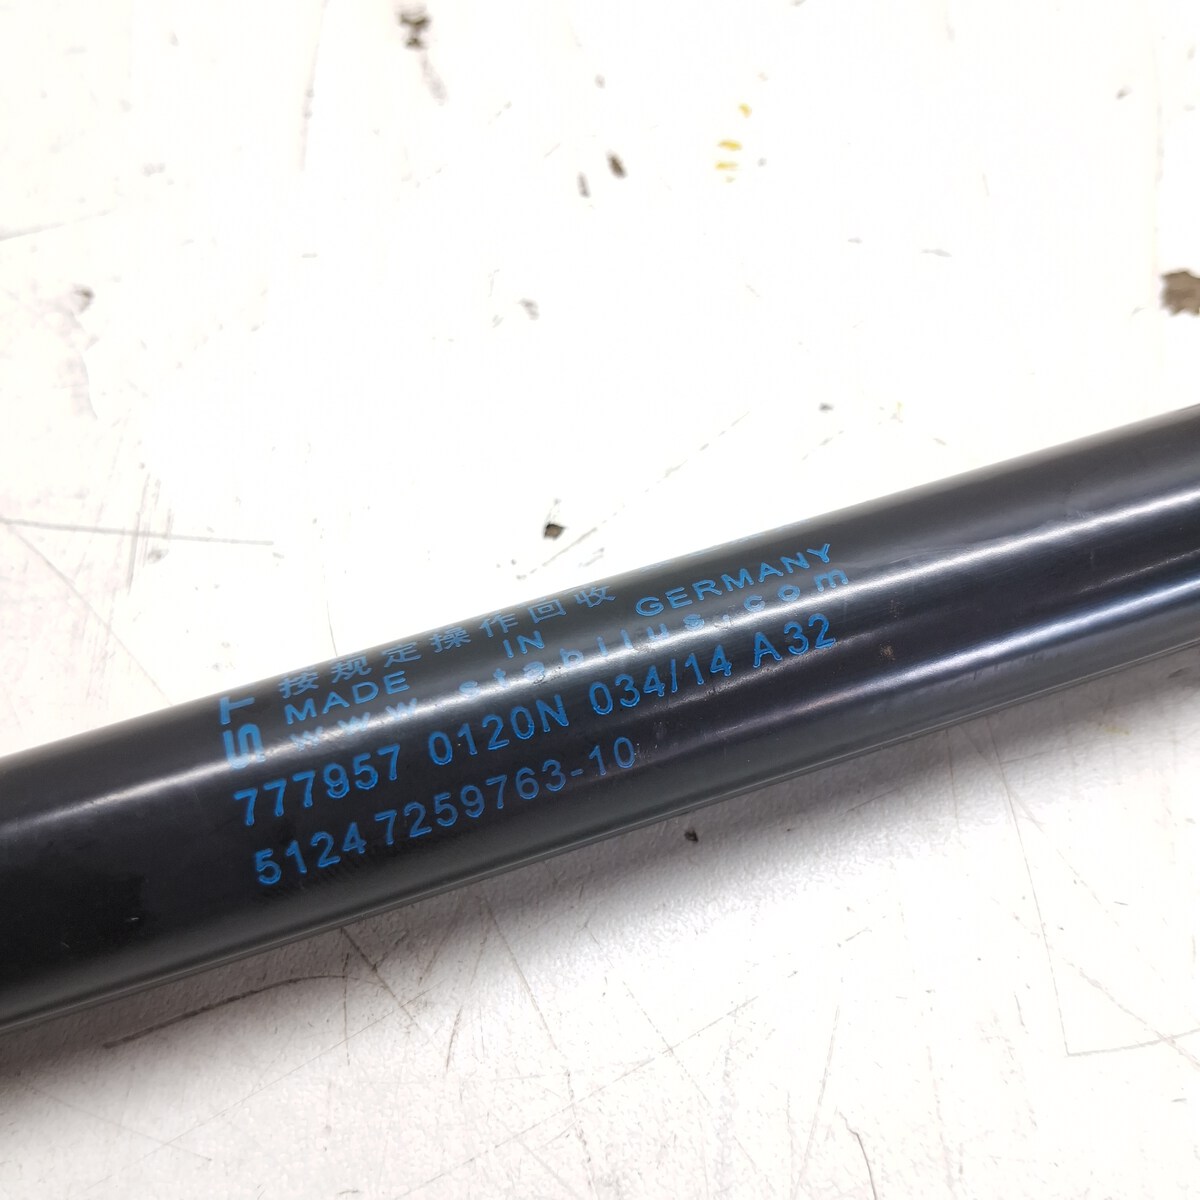 ST
按规定操作回收
MADE IN GERMANY
www.stabilus.com
777957 0120N 034/14 A32
51247259763-10